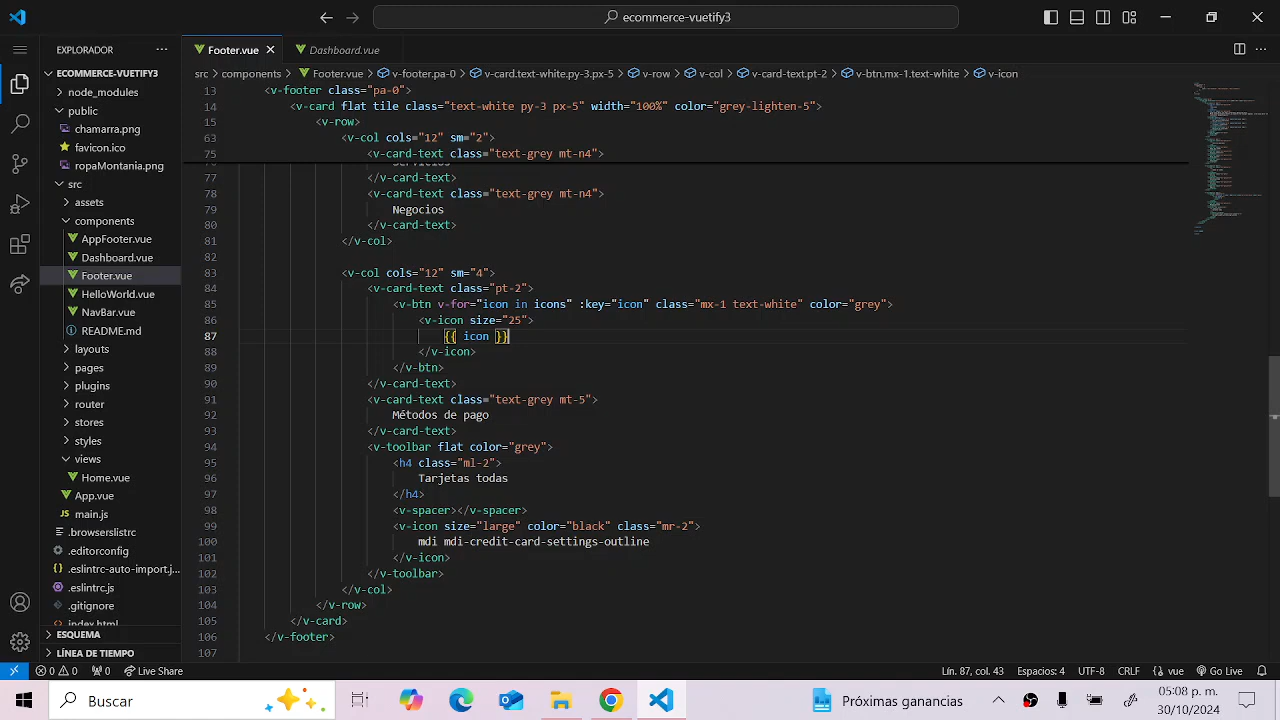 ecommerce-vuetify3
EXPLORADOR
Footer.vue
Dashboard.vue
src > components > Footer.vue > v-footer.pa-0 > v-card.text-white.py-3.px-5 > v-row > v-col > v-card-text.pt-2 > v-btn.mx-1.text-white > v-icon
ECOMMERCE-VUETIFY3
node_modules
public
chamarra.png
favicon.ico
ropaMontania.png
src
assets
components
AppFooter.vue
Dashboard.vue
Footer.vue
HelloWorld.vue
NavBar.vue
README.md
layouts
pages
plugins
router
stores
styles
views
Home.vue
App.vue
main.js
.browserslistrc
.editorconfig
.eslintrc-auto-import.j...
.eslintrc.js
.gitignore
index.html
ESQUEMA
LÍNEA DE TIEMPO
13 <v-footer class="pa-0">
14 <v-card flat tile class="text-white py-3 px-5" width="100%" color="grey-lighten-5">
15 <v-row>
63 <v-col cols="12" sm="2">
75 <v-card-text class="text-grey mt-n4">
76 Servicios
77 </v-card-text>
78 <v-card-text class="text-grey mt-n4">
79 Negocios
80 </v-card-text>
81 </v-col>
82
83 <v-col cols="12" sm="4">
84 <v-card-text class="pt-2">
85 <v-btn v-for="icon in icons" :key="icon" class="mx-1 text-white" color="grey">
86 <v-icon size="25">
87 {{ icon }}
88 </v-icon>
89 </v-btn>
90 </v-card-text>
91 <v-card-text class="text-grey mt-5">
92 Métodos de pago
93 </v-card-text>
94 <v-toolbar flat color="grey">
95 <h4 class="ml-2">
96 Tarjetas todas
97 </h4>
98 <v-spacer></v-spacer>
99 <v-icon size="large" color="black" class="mr-2">
100 mdi mdi-credit-card-settings-outline
101 </v-icon>
102 </v-toolbar>
103 </v-col>
104 </v-row>
105 </v-card>
106 </v-footer>
107
0 0 0 Live Share Lín. 87, col. 43 Espacios: 4 UTF-8 CRLF {} vue Go Live
Buscar
Próximas ganancias
05:08 p. m.
30/10/2024